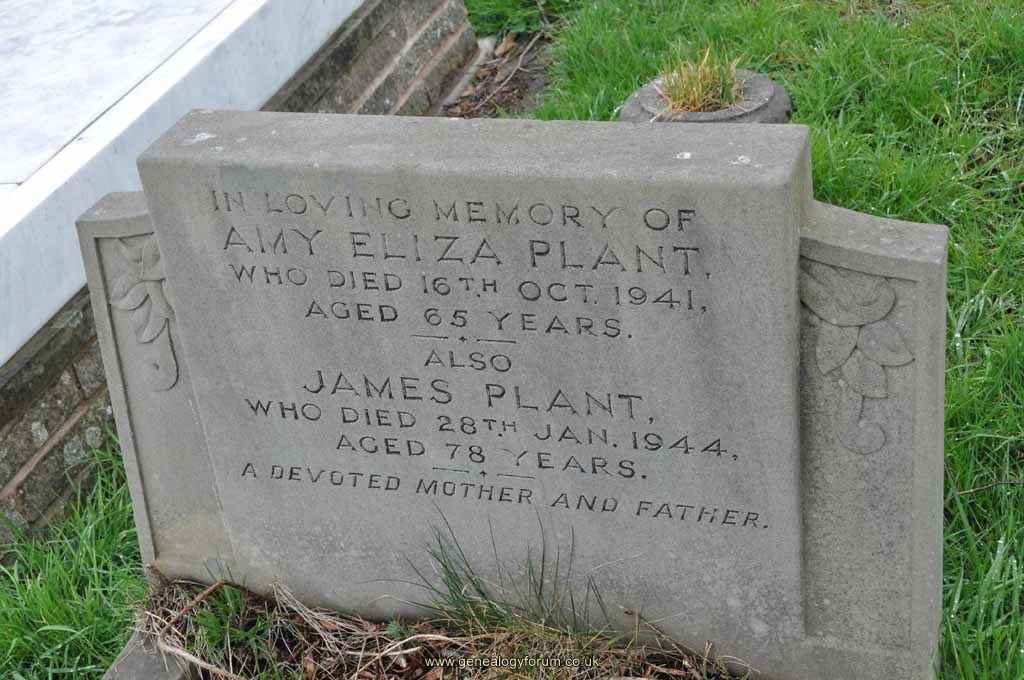 IN LOVING MEMORY OF
AMY ELIZA PLANT,
WHO DIED 16TH OCT. 1941,
AGED 65 YEARS.
ALSO
JAMES PLANT,
WHO DIED 28TH JAN. 1944,
AGED 78 YEARS.
A DEVOTED MOTHER AND FATHER.
www.genealogyforum.co.uk